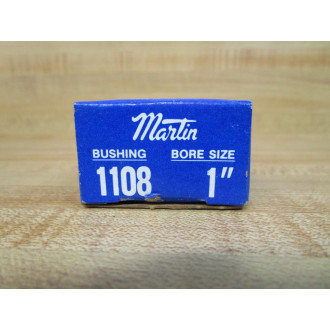 Martin
BUSHING BORE SIZE
1108 1"